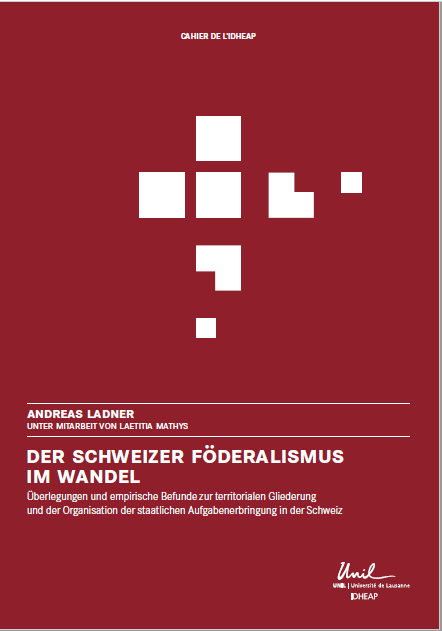 CAHIER DE L'IDHEAP
ANDREAS LADNER
UNTER MITARBEIT VON LAETITIA MATHYS
DER SCHWEIZER FÖDERALISMUS
IM WANDEL
Überlegungen und empirische Befunde zur territorialen Gliederung
und der Organisation der staatlichen Aufgabenerbringung in der Schweiz
Unil
UNIL | Université de Lausanne
IDHEAP